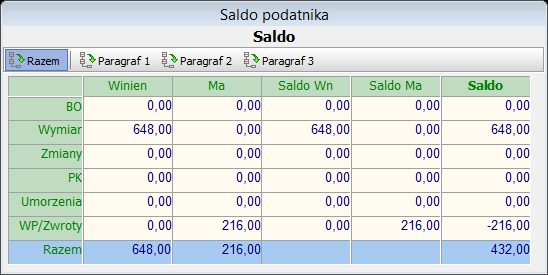 Saldo podatnika
Saldo
Razem Paragraf 1 Paragraf 2 Paragraf 3
Winien Ma Saldo Wn Saldo Ma Saldo
BO 0,00 0,00 0,00 0,00 0,00
Wymiar 648,00 0,00 648,00 0,00 648,00
Zmiany 0,00 0,00 0,00 0,00 0,00
PK 0,00 0,00 0,00 0,00 0,00
Umorzenia 0,00 0,00 0,00 0,00 0,00
WP/Zwroty 0,00 216,00 0,00 216,00 -216,00
Razem 648,00 216,00 432,00